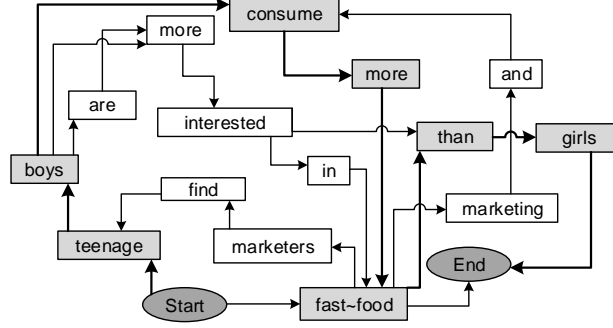 consume
more
more
and
are
interested
than
girls
boys
in
find
marketing
teenage
marketers
End
Start
fast~food